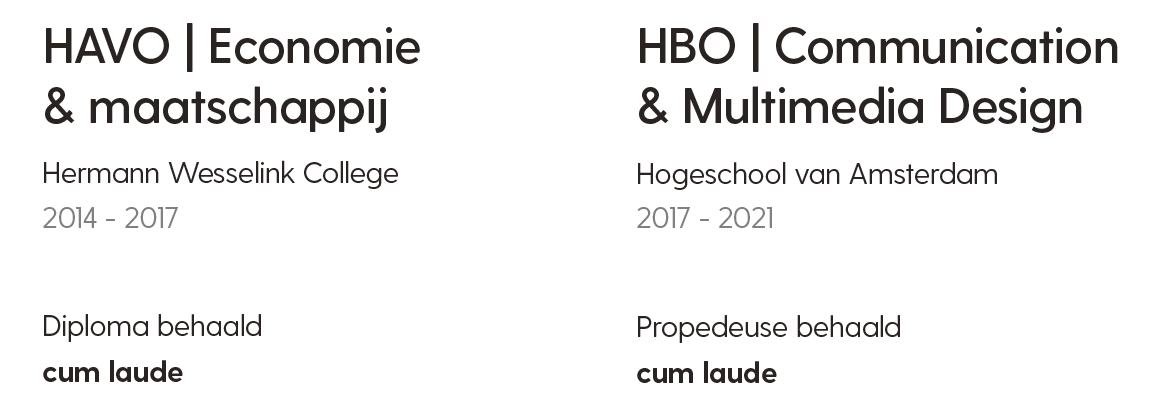 HAVO | Economie
& maatschappij
Hermann Wesselink College
2014 - 2017
Diploma behaald
cum laude
HBO | Communication
& Multimedia Design
Hogeschool van Amsterdam
2017 - 2021
Propedeuse behaald
cum laude